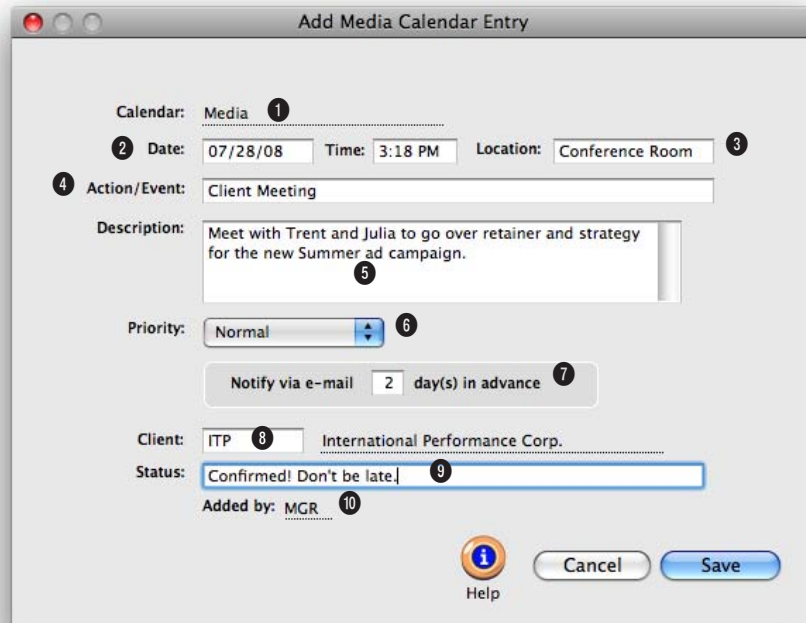 Add Media Calendar Entry
Calendar: Media 1
2 Date: 07/28/08 Time: 3:18 PM Location: Conference Room 3
4 Action/Event: Client Meeting
Description: Meet with Trent and Julia to go over retainer and strategy
for the new Summer ad campaign.
5
Priority: Normal 6
Notify via e-mail 2 day(s) in advance 7
Client: ITP 8 International Performance Corp.
Status: Confirmed! Don't be late. 9
Added by: MGR 10
i Cancel Save
Help